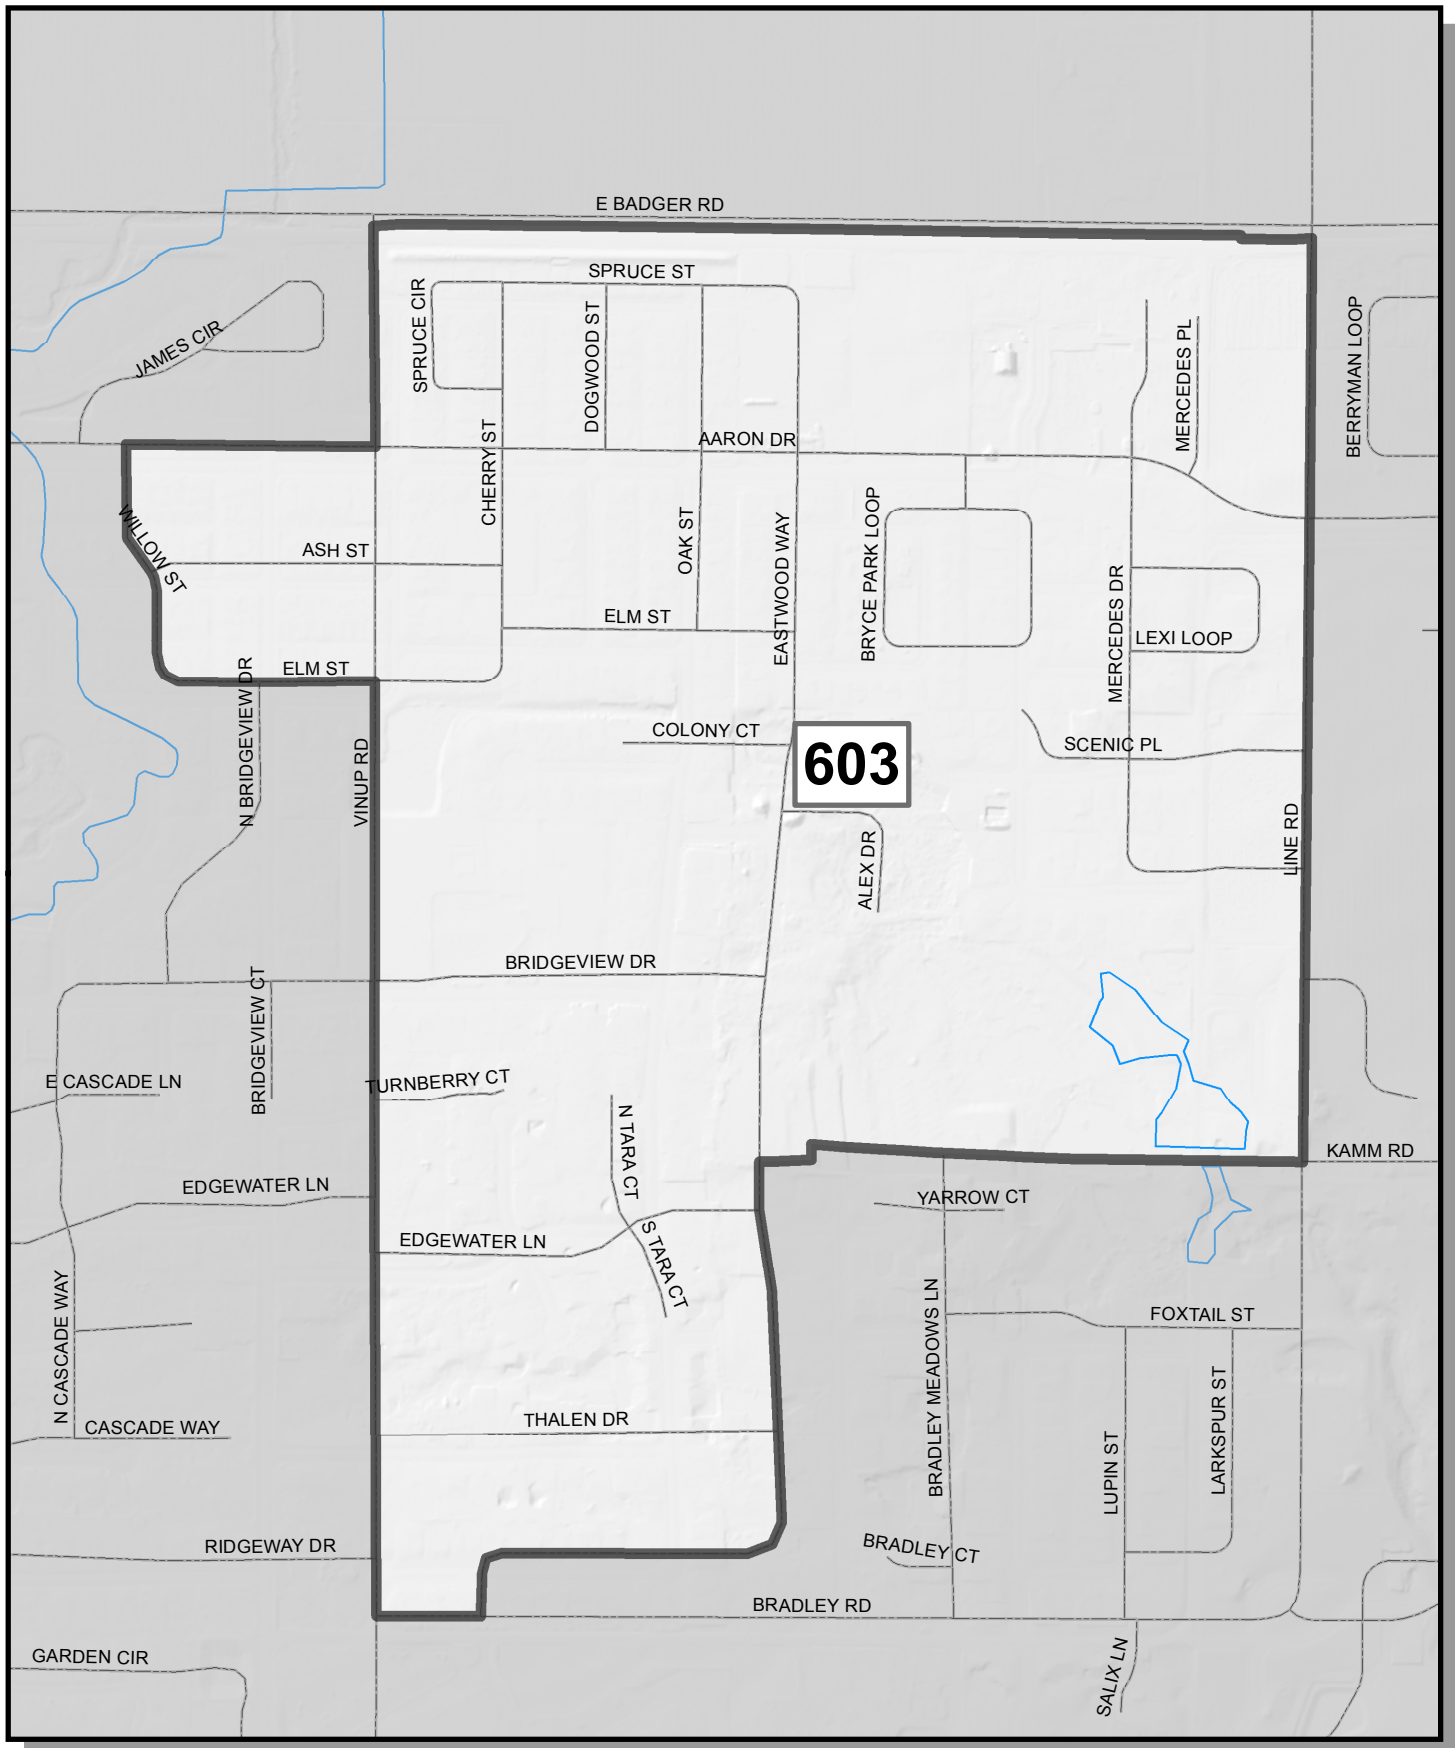 E BADGER RD
SPRUCE ST
SPRUCE CIR
DOGWOOD ST
JAMES CIR
MERCEDES PL
BERRYMAN LOOP
AARON DR
CHERRY ST
WILLOW ST
ASH ST
OAK ST
EASTWOOD WAY
BRYCE PARK LOOP
MERCEDES DR
ELM ST
LEXI LOOP
ELM ST
N BRIDGEVIEW DR
VINUP RD
COLONY CT
603
SCENIC PL
ALEX DR
LINE RD
BRIDGEVIEW DR
BRIDGEVIEW CT
E CASCADE LN
TURNBERRY CT
N TARA CT
KAMM RD
EDGEWATER LN
YARROW CT
EDGEWATER LN
S TARA CT
N CASCADE WAY
BRADLEY MEADOWS LN
FOXTAIL ST
CASCADE WAY
THALEN DR
LUPIN ST
LARKSPUR ST
RIDGEWAY DR
BRADLEY CT
BRADLEY RD
GARDEN CIR
SALIX LN